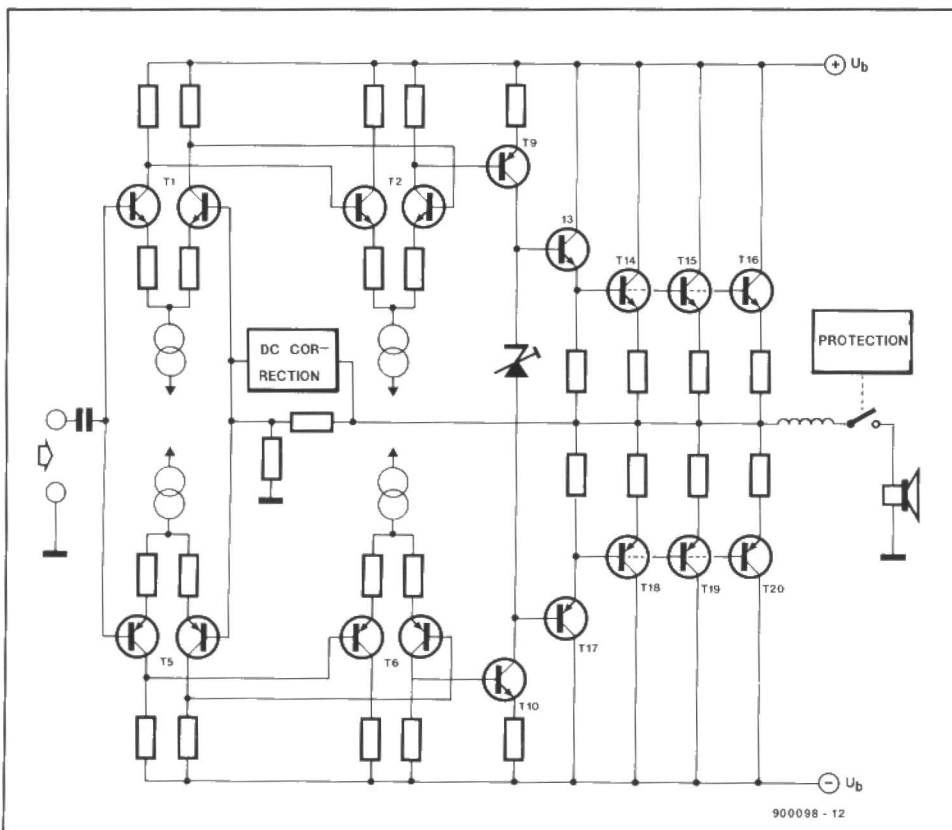 + Ub
T9
T1
T2
13
T14
T15
T16
PROTECTION
DC COR-
RECTION
T18
T19
T20
T17
T5
T6
T10
− Ub
900098 - 12